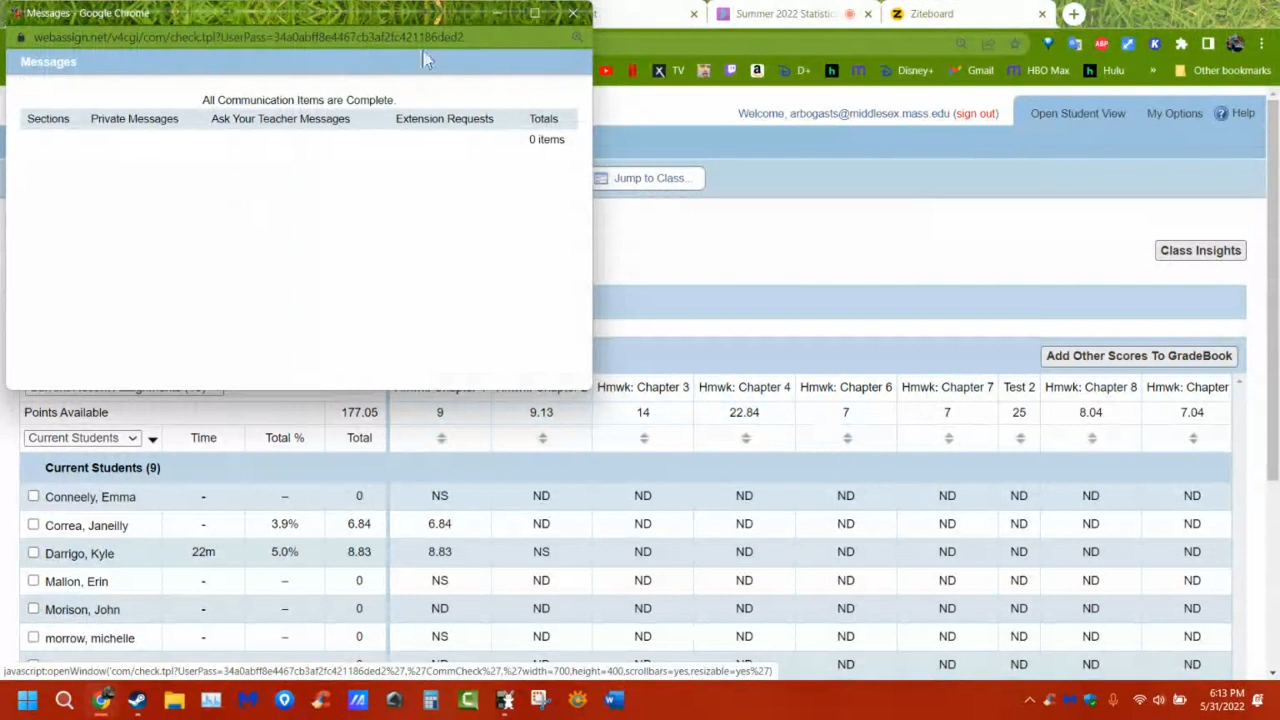 Messages - Google Chrome
Summer 2022 Statistic
Ziteboard
webassign.net/v4cgi/com/check.tpl?UserPass=34a0abff8e4467cb3af2fc421186ded2
TV
D+
Disney+
Gmail
HBO Max
Hulu
»
Other bookmarks
Messages
All Communication Items are Complete.
Sections Private Messages Ask Your Teacher Messages Extension Requests Totals
0 items
Welcome, arbogasts@middlesex.mass.edu (sign out)
Open Student View
My Options
Help
Jump to Class...
Class Insights
Add Other Scores To GradeBook
Hmwk: Chapter 3 Hmwk: Chapter 4 Hmwk: Chapter 6 Hmwk: Chapter 7 Test 2 Hmwk: Chapter 8 Hmwk: Chapter
Points Available 177.05 9 9.13 14 22.84 7 7 25 8.04 7.04
Current Students Time Total % Total
Current Students (9)
Conneely, Emma - – 0 NS ND ND ND ND ND ND ND ND
Correa, Janeilly - 3.9% 6.84 6.84 ND ND ND ND ND ND ND ND
Darrigo, Kyle 22m 5.0% 8.83 8.83 NS ND ND ND ND ND ND ND
Mallon, Erin - – 0 NS ND ND ND ND ND ND ND ND
Morison, John - – 0 ND ND ND ND ND ND ND ND ND
morrow, michelle - – 0 NS ND ND ND ND ND ND ND ND
ND ND ND ND ND
javascript:openWindow('com/check.tpl?UserPass=34a0abff8e4467cb3af2fc421186ded2%27,%27CommCheck%27,%27width=700,height=400,scrollbars=yes,resizable=yes%27)
6:13 PM
5/31/2022